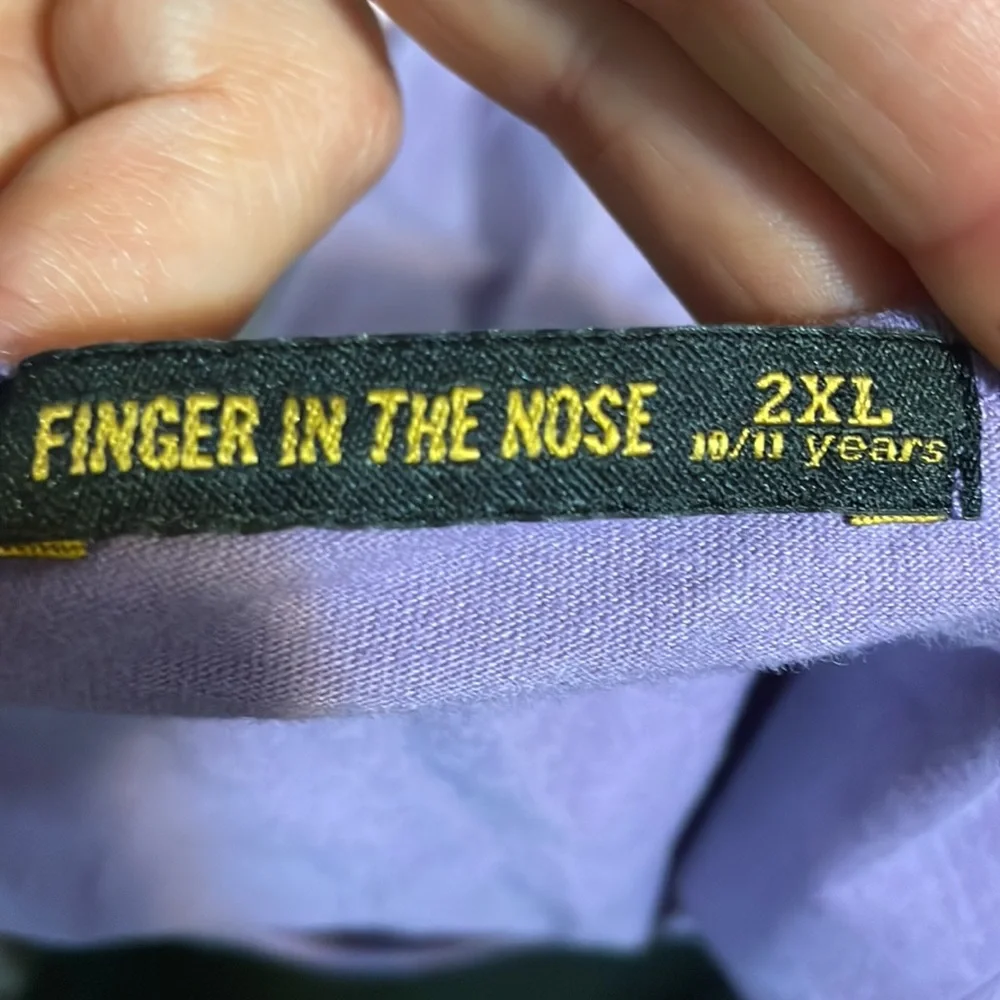 FINGER IN THE NOSE
2XL
10/11 years